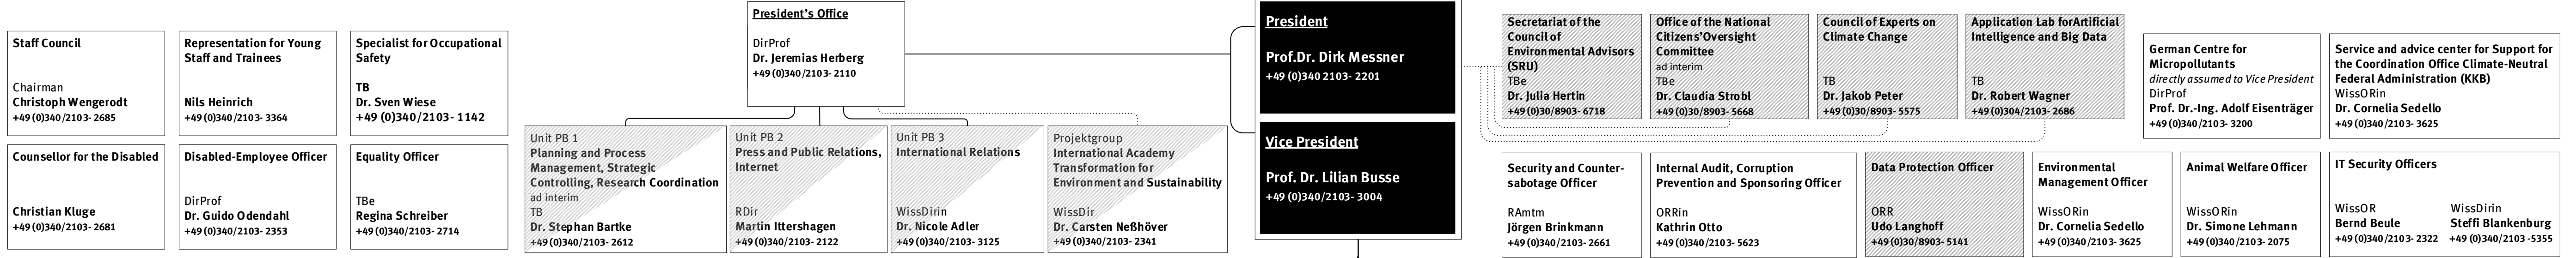 Staff Council
Chairman
Christoph Wengerodt
+49 (0)340/2103- 2685
Representation for Young
Staff and Trainees
Nils Heinrich
+49 (0)340/2103- 3364
Specialist for Occupational
Safety
TB
Dr. Sven Wiese
+49 (0)340/2103- 1142
Counsellor for the Disabled
Christian Kluge
+49 (0)340/2103- 2681
Disabled-Employee Officer
DirProf
Dr. Guido Odendahl
+49 (0)340/2103- 2353
Equality Officer
TBe
Regina Schreiber
+49 (0)340/2103- 2714
President's Office
DirProf
Dr. Jeremias Herberg
+49 (0)340/2103- 2110
Unit PB 1
Planning and Process
Management, Strategic
Controlling, Research Coordination
ad interim
TB
Dr. Stephan Bartke
+49 (0)340/2103- 2612
Unit PB 2
Press and Public Relations,
Internet
RDir
Martin Ittershagen
+49 (0)340/2103- 2122
Unit PB 3
International Relations
WissDirin
Dr. Nicole Adler
+49 (0)340/2103- 3125
Projektgroup
International Academy
Transformation for
Environment and Sustainability
WissDir
Dr. Carsten Neßhöver
+49 (0)340/2103- 2341
President
Prof.Dr. Dirk Messner
+49 (0)340 2103- 2201
Vice President
Prof. Dr. Lilian Busse
+49 (0)340/2103- 3004
Secretariat of the
Council of
Environmental Advisors
(SRU)
TBe
Dr. Julia Hertin
+49 (0)30/8903- 6718
Office of the National
Citizens'Oversight
Committee
ad interim
TBe
Dr. Claudia Strobl
+49 (0)30/8903- 5668
Council of Experts on
Climate Change
TB
Dr. Jakob Peter
+49 (0)30/8903- 5575
Application Lab forArtificial
Intelligence and Big Data
TB
Dr. Robert Wagner
+49 (0)304/2103- 2686
German Centre for
Micropollutants
directly assumed to Vice President
DirProf
Prof. Dr.-Ing. Adolf Eisenträger
+49 (0)340/2103- 3200
Service and advice center for Support for
the Coordination Office Climate-Neutral
Federal Administration (KKB)
WissORin
Dr. Cornelia Sedello
+49 (0)340/2103- 3625
Security and Counter-
sabotage Officer
RAmtm
Jörgen Brinkmann
+49 (0)340/2103- 2661
Internal Audit, Corruption
Prevention and Sponsoring Officer
ORRin
Kathrin Otto
+49 (0)340/2103- 5623
Data Protection Officer
ORR
Udo Langhoff
+49 (0)30/8903- 5141
Environmental
Management Officer
WissORin
Dr. Cornelia Sedello
+49 (0)340/2103- 3625
Animal Welfare Officer
WissORin
Dr. Simone Lehmann
+49 (0)340/2103- 2075
IT Security Officers
WissOR
Bernd Beule
+49 (0)340/2103- 2322
WissDirin
Steffi Blankenburg
+49 (0)340/2103 -5355